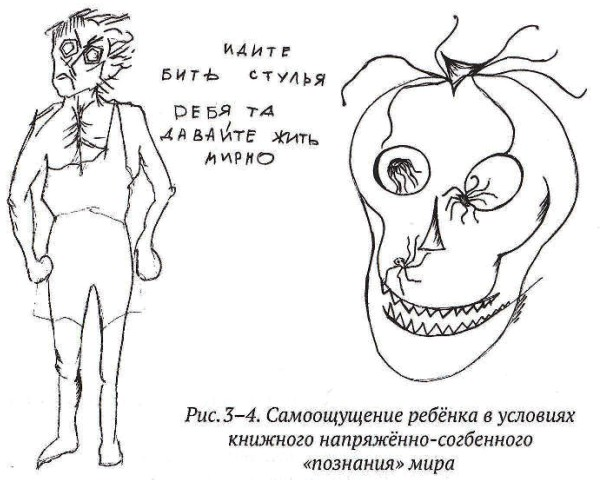 ИДИТЕ
БИТЬ СТУЛЬЯ
РЕБЯ ТА
ДАВАЙТЕ ЖИТЬ
МИРНО
Рис. 3–4. Самоощущение ребёнка в условиях
книжного напряжённо-согбенного
«познания» мира